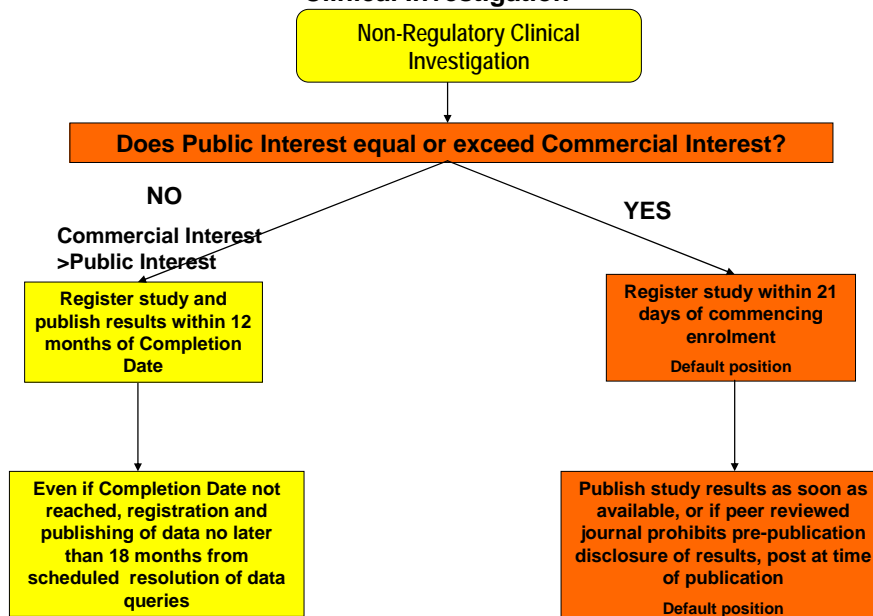 Clinical Investigation
Non-Regulatory Clinical
Investigation
Does Public Interest equal or exceed Commercial Interest?
NO
YES
Commercial Interest
>Public Interest
Register study and
publish results within 12
months of Completion
Date
Register study within 21
days of commencing
enrolment
Default position
Even if Completion Date not
reached, registration and
publishing of data no later
than 18 months from
scheduled resolution of data
queries
Publish study results as soon as
available, or if peer reviewed
journal prohibits pre-publication
disclosure of results, post at time
of publication
Default position